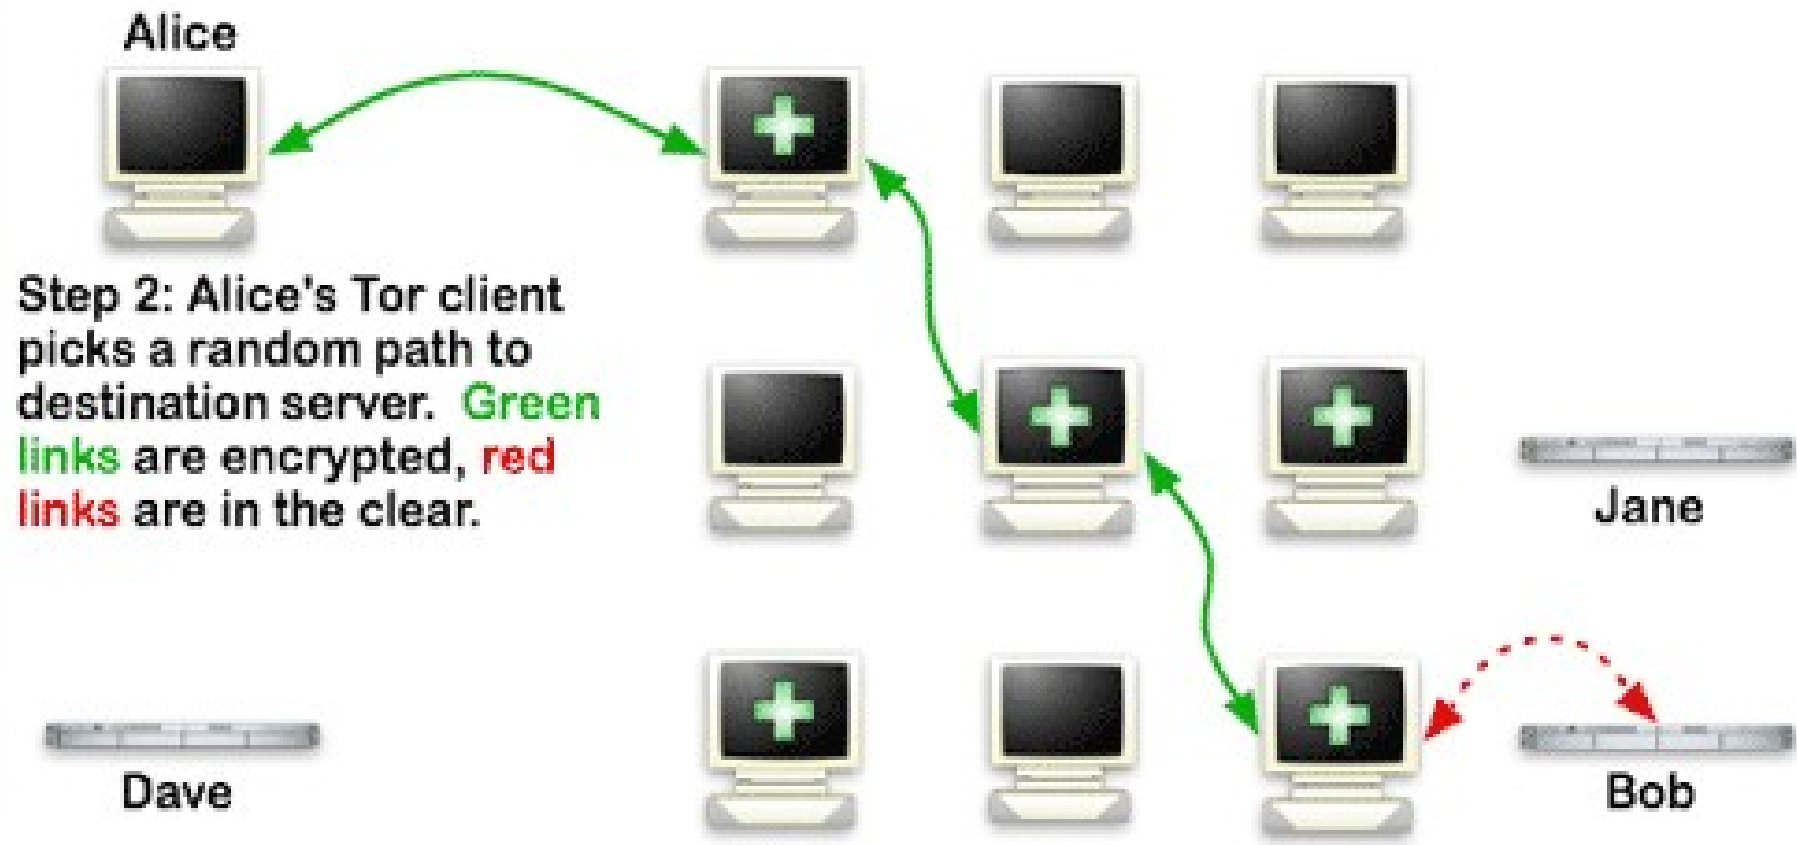 Alice
Step 2: Alice's Tor client
picks a random path to
destination server. Green
links are encrypted, red
links are in the clear.
Jane
Dave
Bob